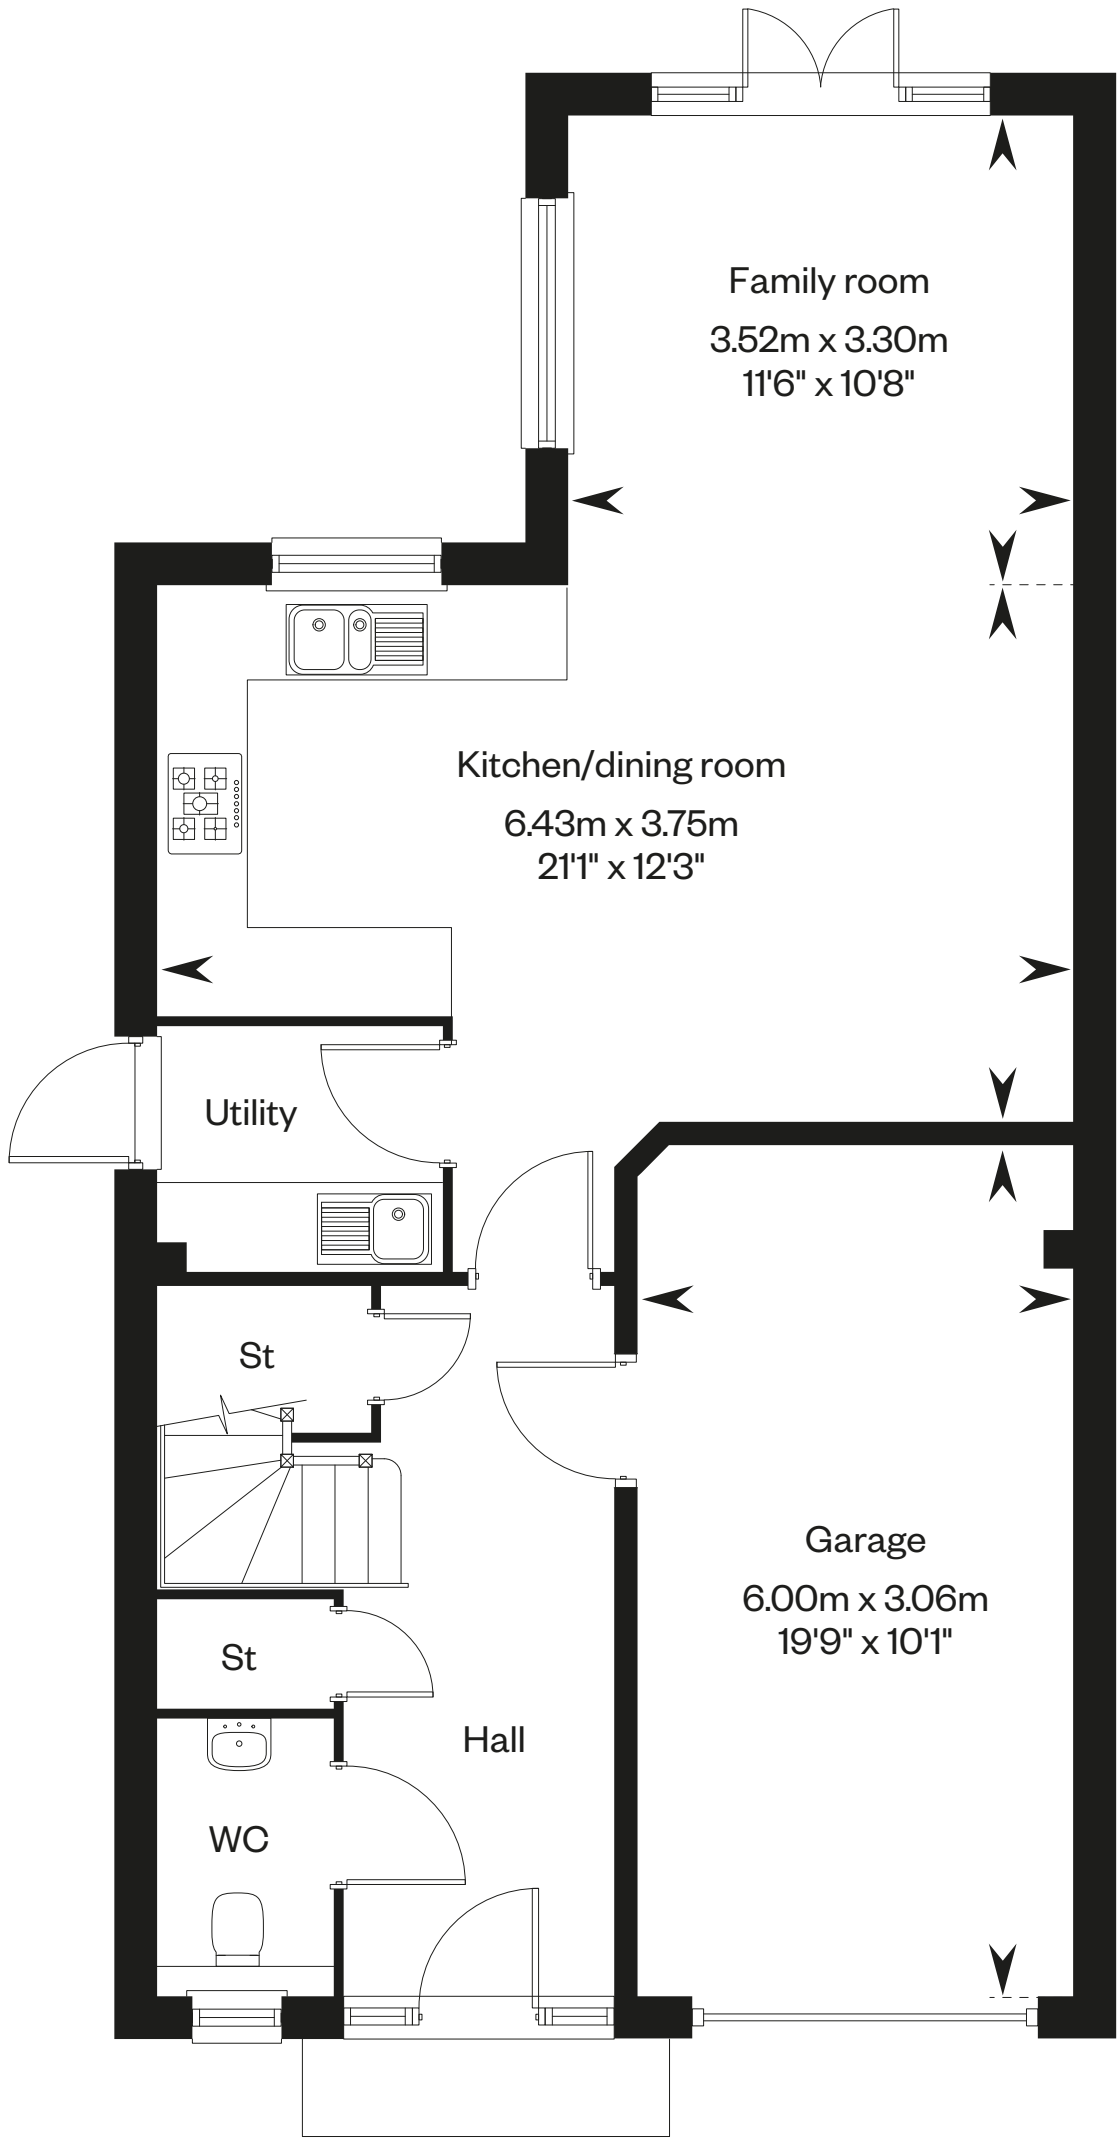 Family room
3.52m x 3.30m
11'6" x 10'8"
Kitchen/dining room
6.43m x 3.75m
21'1" x 12'3"
Utility
St
Garage
6.00m x 3.06m
19'9" x 10'1"
St
Hall
WC